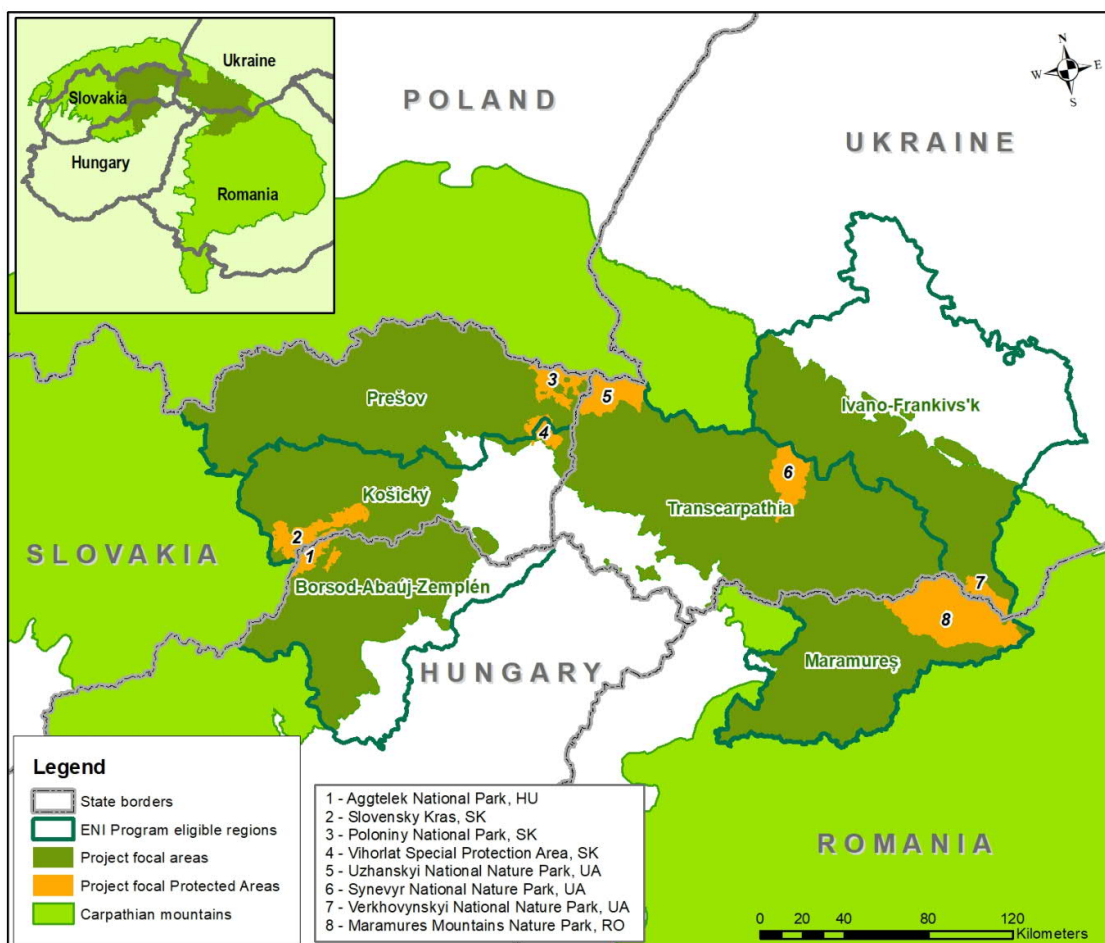 Ukraine
Slovakia
Hungary
Romania
POLAND
N
W E
S
UKRAINE
3
5
Prešov
Ivano-Frankivs'k
4
6
Košický
Transcarpathia
2
SLOVAKIA
1
Borsod-Abaúj-Zemplén
7
8
Maramureş
HUNGARY
Legend
State borders
ENI Program eligible regions
Project focal areas
Project focal Protected Areas
Carpathian mountains
1 - Aggtelek National Park, HU
2 - Slovensky Kras, SK
3 - Poloniny National Park, SK
4 - Vihorlat Special Protection Area, SK
5 - Uzhanskyi National Nature Park, UA
6 - Synevyr National Nature Park, UA
7 - Verkhovynskyi National Nature Park, UA
8 - Maramures Mountains Nature Park, RO
ROMANIA
0 20 40 80 120
Kilometers